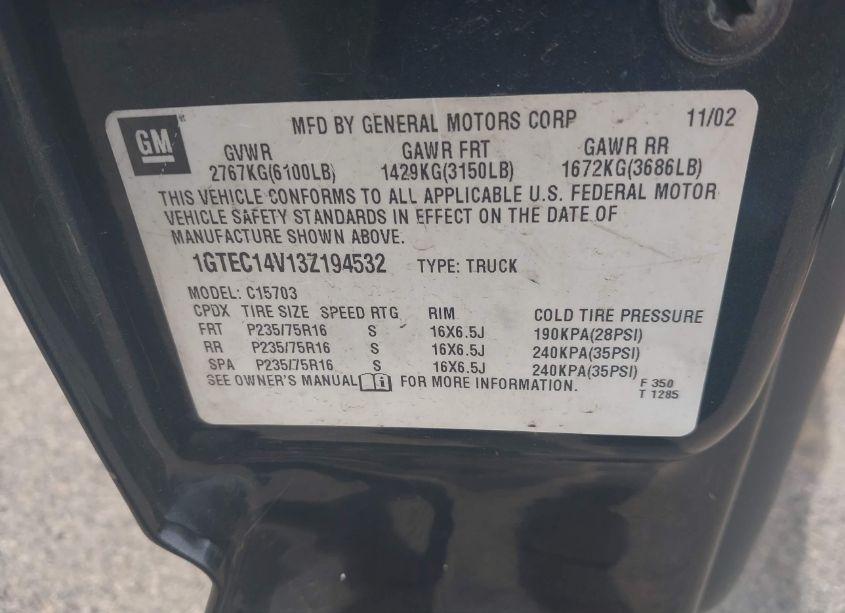 GM
MFD BY GENERAL MOTORS CORP 11/02
GVWR GAWR FRT GAWR RR
2767KG(6100LB) 1429KG(3150LB) 1672KG(3686LB)
THIS VEHICLE CONFORMS TO ALL APPLICABLE U.S. FEDERAL MOTOR
VEHICLE SAFETY STANDARDS IN EFFECT ON THE DATE OF
MANUFACTURE SHOWN ABOVE.
1GTEC14V13Z194532 TYPE: TRUCK
MODEL: C15703
CPDX TIRE SIZE SPEED RTG RIM COLD TIRE PRESSURE
FRT P235/75R16 S 16X6.5J 190KPA(28PSI)
RR P235/75R16 S 16X6.5J 240KPA(35PSI)
SPA P235/75R16 S 16X6.5J 240KPA(35PSI)
SEE OWNER'S MANUAL FOR MORE INFORMATION.
F 350
T 1285